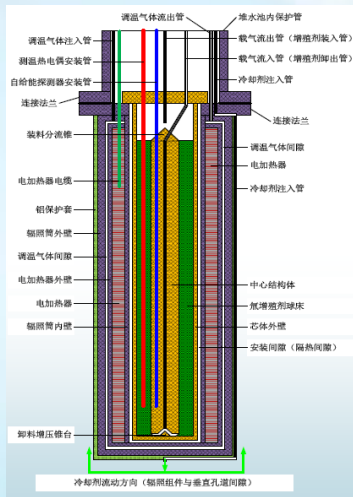 调温气体流出管
堆水池内保护管
调温气体注入管
载气流出管（增殖剂装入管）
测温热电偶安装管
载气流入管（增殖剂卸出管）
自给能探测器安装管
冷却剂注入管
连接法兰
连接法兰
装料分流锥
调温气体间隙
电加热器
电加热器电缆
冷却剂注入管
铝保护套
辐照筒外壁
调温气体间隙
电加热器外壁
中心结构体
电加热器
氚增殖剂球床
辐照筒内壁
芯体外壁
安装间隙（隔热间隙）
卸料增压锥台
冷却剂流动方向（辐照组件与垂直孔道间隙）